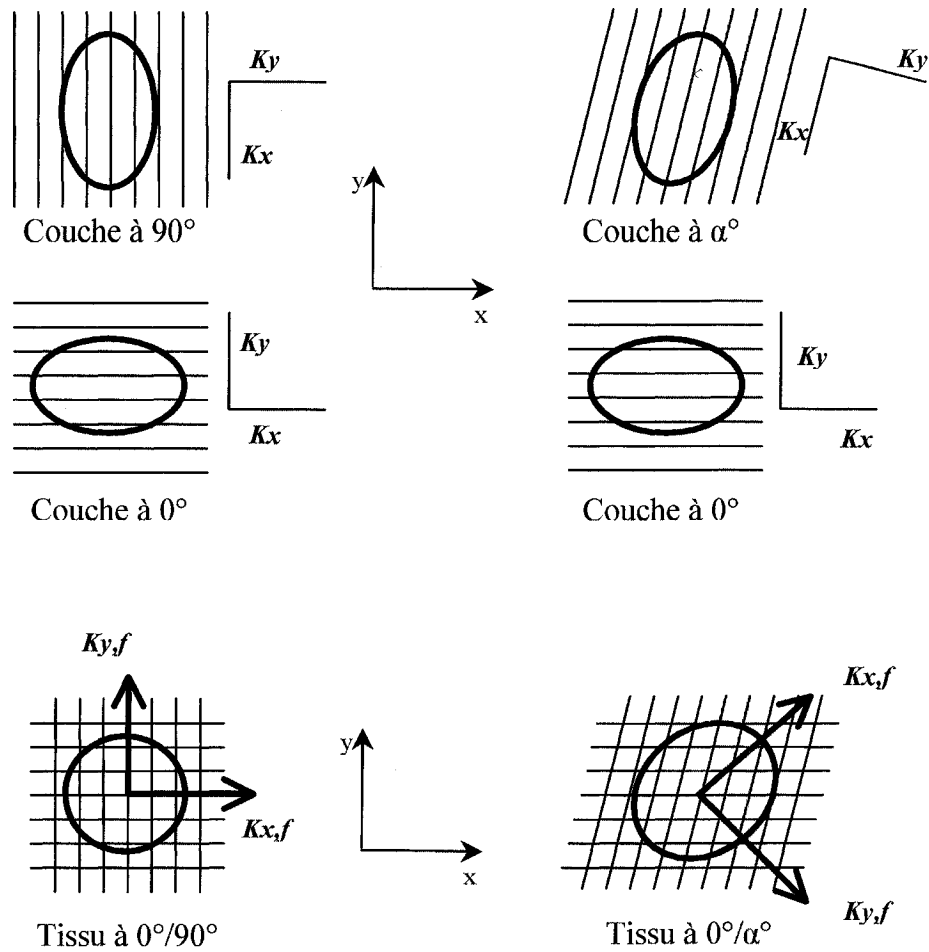 Ky
Kx
Couche à 90°
Ky
Kx
Couche à α°
y
x
Ky
Kx
Couche à 0°
Ky
Kx
Couche à 0°
Ky,f
Kx,f
Tissu à 0°/90°
y
x
Kx,f
Ky,f
Tissu à 0°/α°